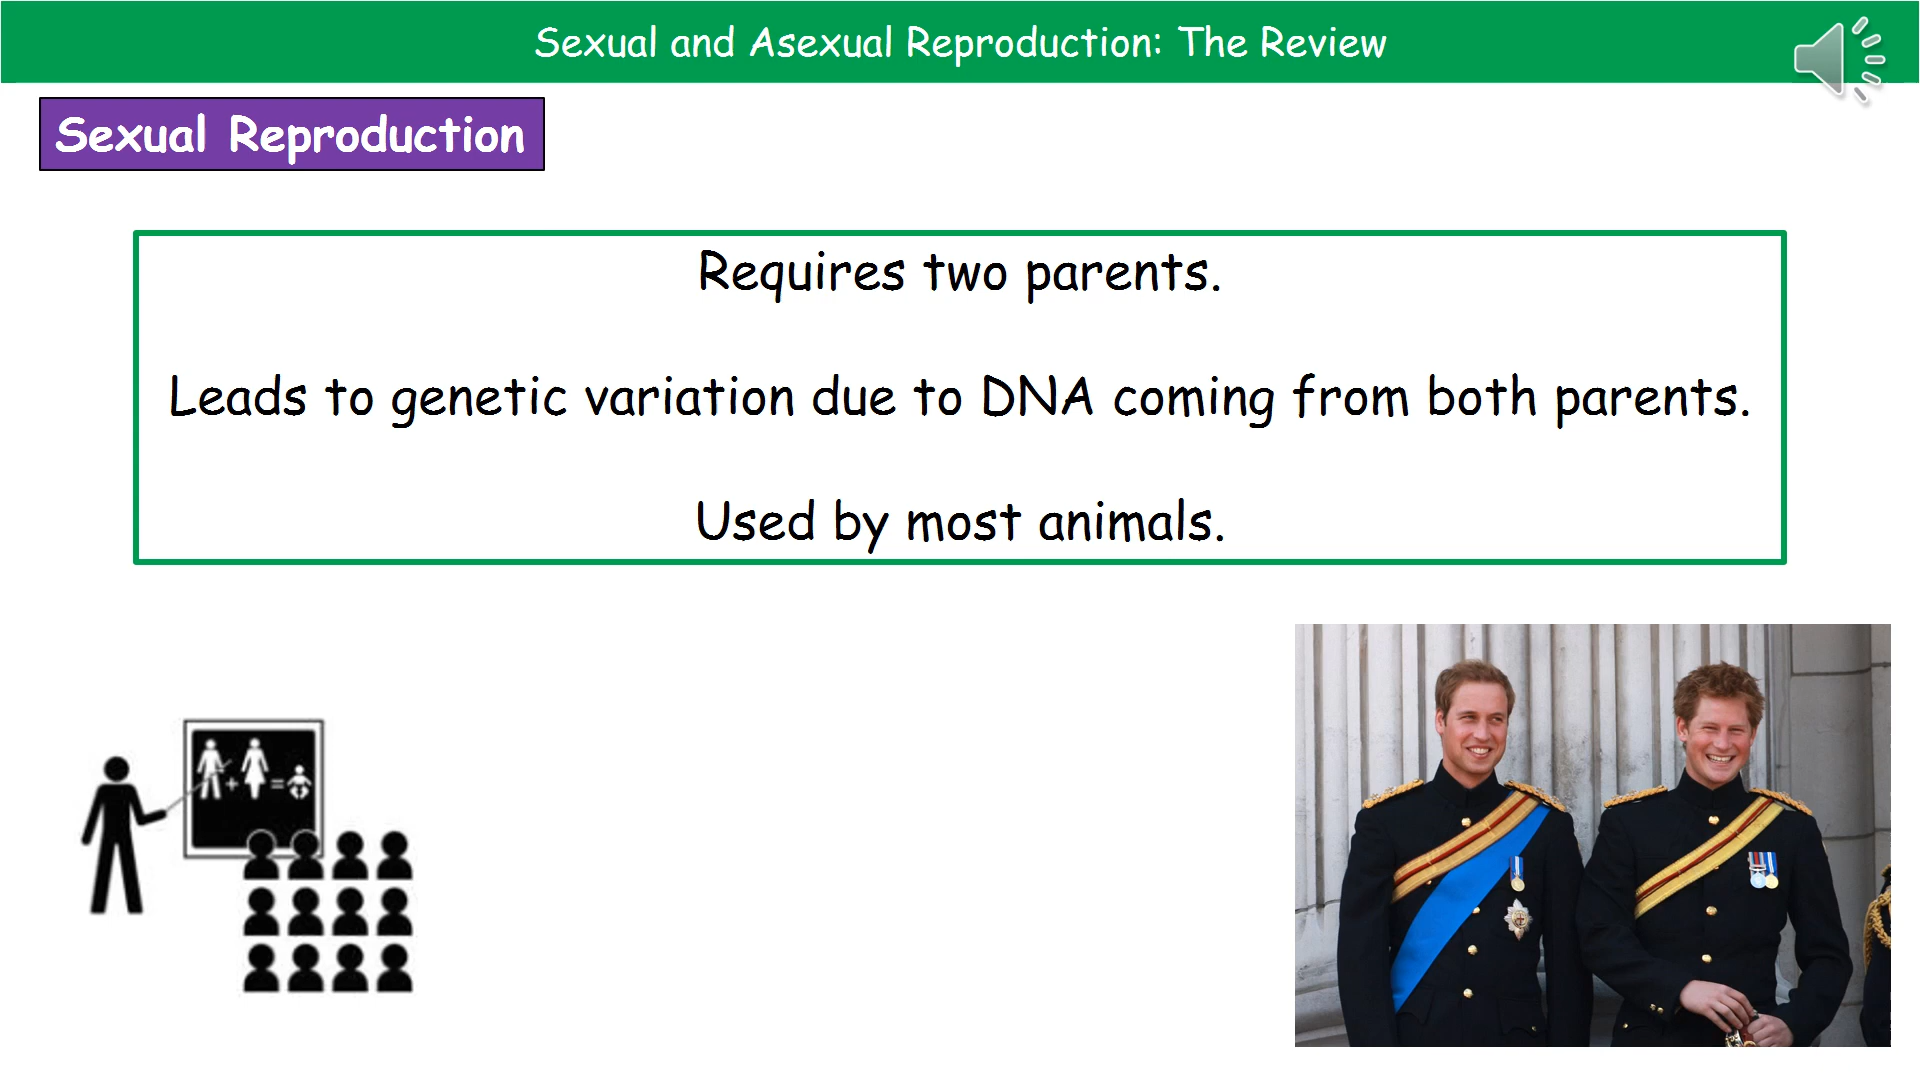 Sexual and Asexual Reproduction: The Review
Sexual Reproduction
Requires two parents.
Leads to genetic variation due to DNA coming from both parents.
Used by most animals.
+ =